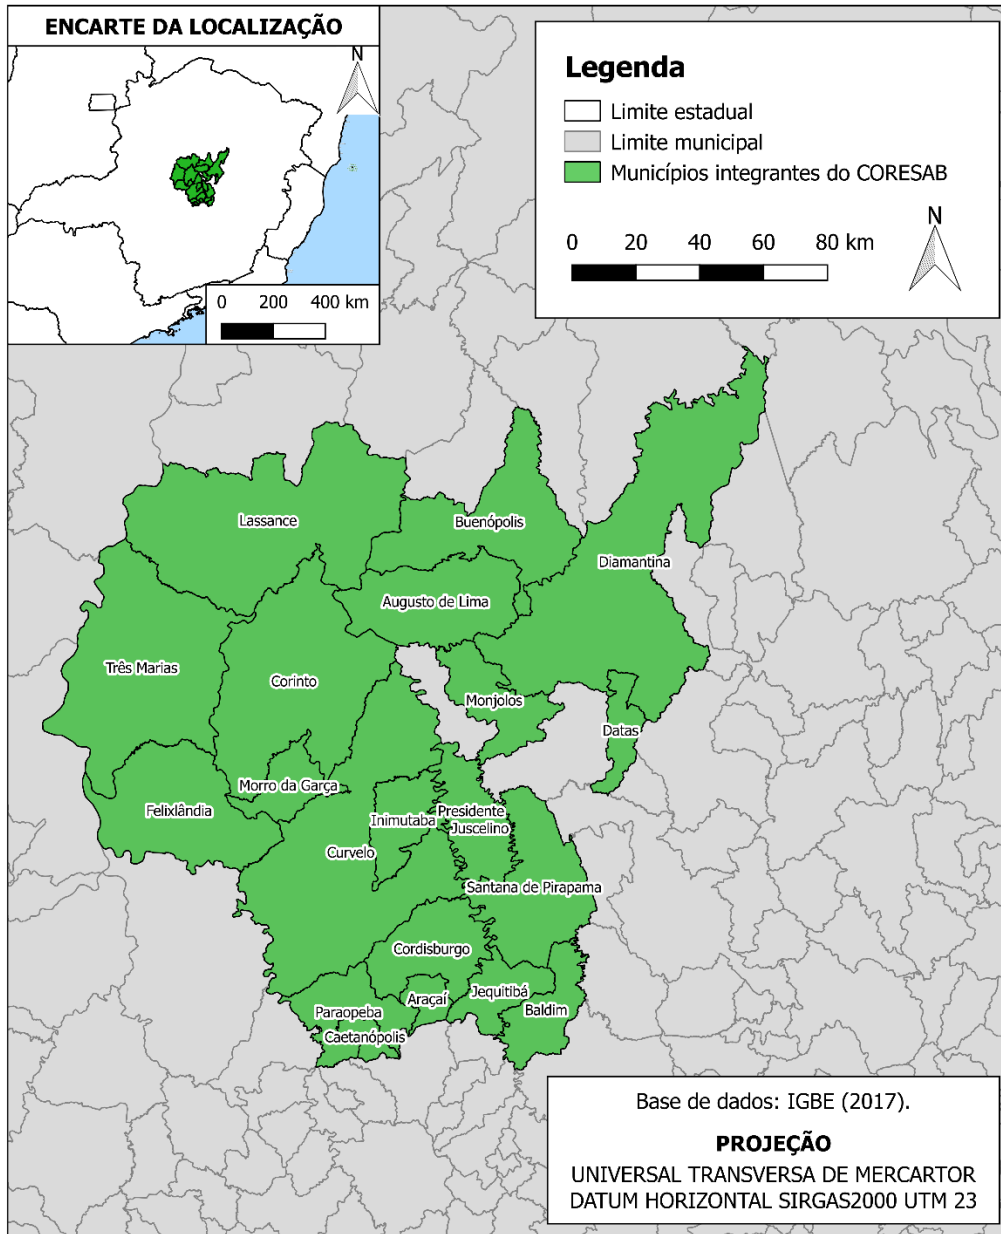 ENCARTE DA LOCALIZAÇÃO
N
0 200 400 km
Legenda
Limite estadual
Limite municipal
Municípios integrantes do CORESAB
0 20 40 60 80 km
N
Lassance
Buenópolis
Diamantina
Augusto de Lima
Três Marias
Corinto
Monjolos
Datas
Morro da Garça
Felixlândia
Inimutaba
Presidente
Juscelino
Curvelo
Santana de Pirapama
Cordisburgo
Araçaí
Jequitibá
Baldim
Paraopeba
Caetanópolis
Base de dados: IGBE (2017).
PROJEÇÃO
UNIVERSAL TRANSVERSA DE MERCARTOR
DATUM HORIZONTAL SIRGAS2000 UTM 23